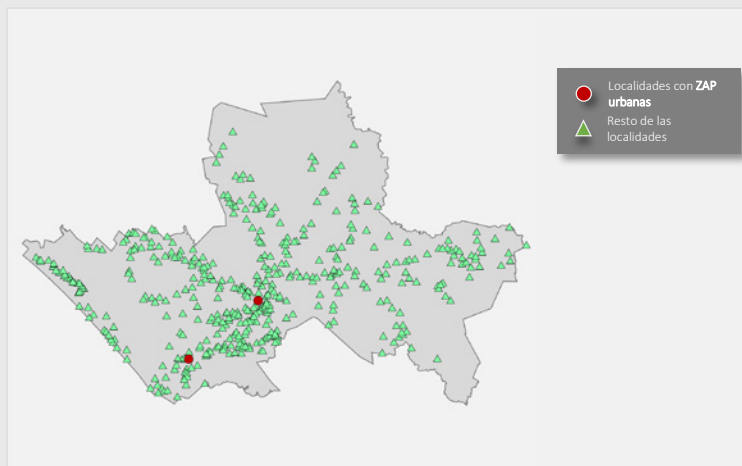 Localidades con ZAP
urbanas
Resto de las
localidades